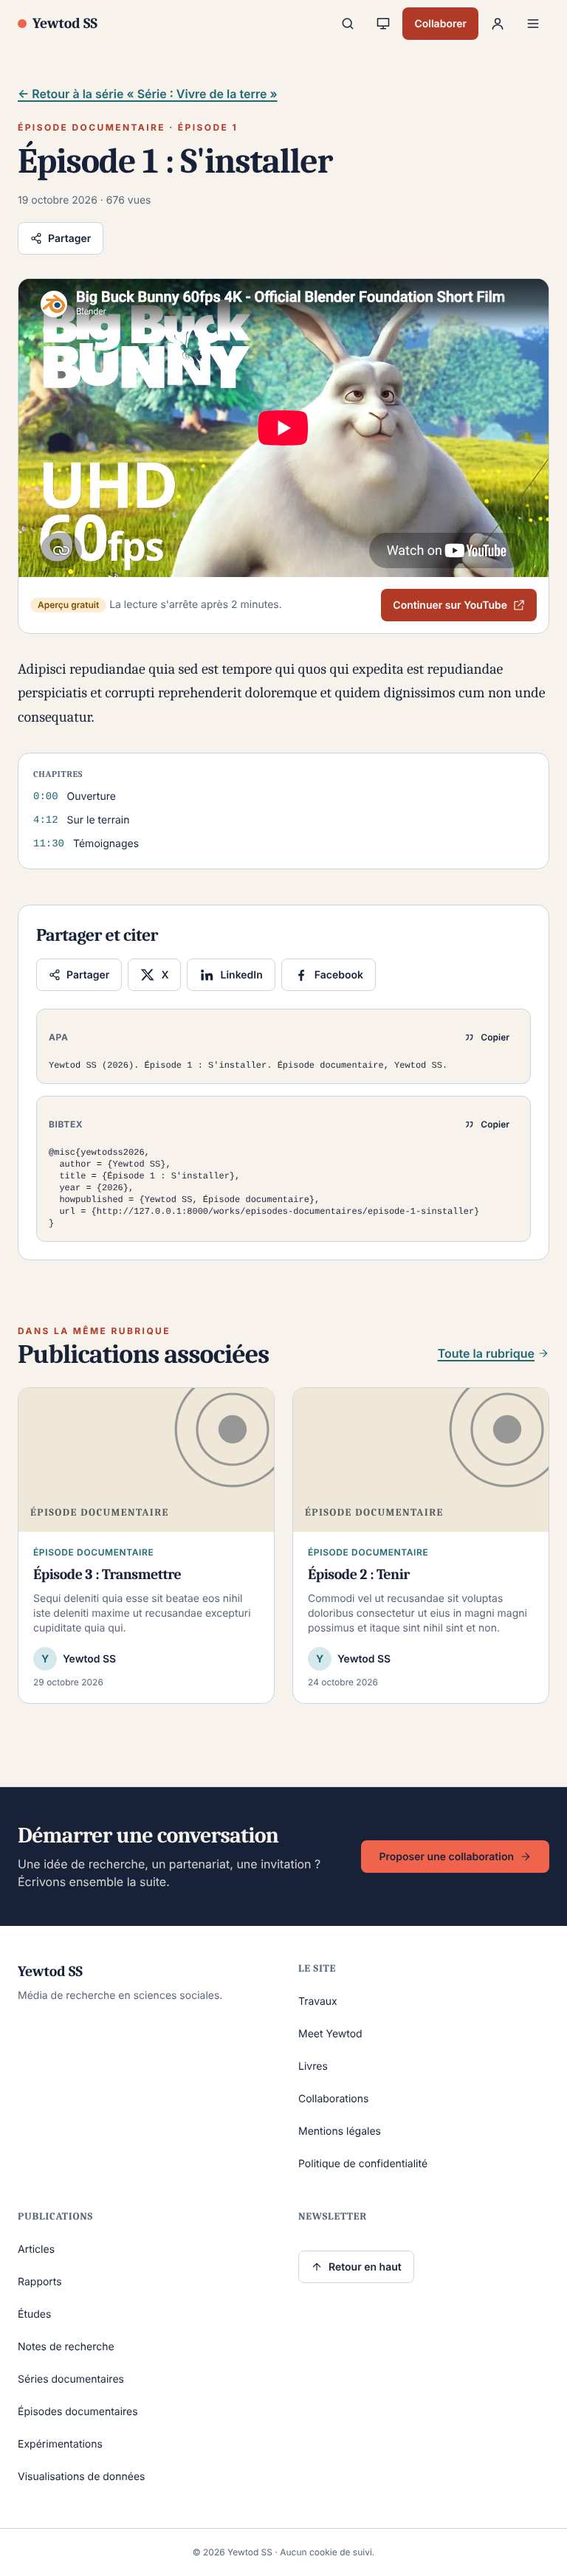 Yewtod SS
Collaborer
← Retour à la série « Série : Vivre de la terre »
ÉPISODE DOCUMENTAIRE · ÉPISODE 1
Épisode 1 : S'installer
19 octobre 2026 · 676 vues
Partager
Big Buck Bunny 60fps 4K - Official Blender Foundation Short Film
Blender
BIG BUCK
BUNNY
UHD
60fps
Watch on YouTube
Aperçu gratuit La lecture s'arrête après 2 minutes.
Continuer sur YouTube
Adipisci repudiandae quia sed est tempore qui quos qui expedita est repudiandae
perspiciatis et corrupti reprehenderit doloremque et quidem dignissimos cum non unde
consequatur.
CHAPITRES
0:00 Ouverture
4:12 Sur le terrain
11:30 Témoignages
Partager et citer
Partager
X
LinkedIn
Facebook
APA
Copier
Yewtod SS (2026). Épisode 1 : S'installer. Épisode documentaire, Yewtod SS.
BIBTEX
Copier
@misc{yewtodss2026,
author = {Yewtod SS},
title = {Épisode 1 : S'installer},
year = {2026},
howpublished = {Yewtod SS, Épisode documentaire},
url = {http://127.0.0.1:8000/works/episodes-documentaires/episode-1-sinstaller}
}
DANS LA MÊME RUBRIQUE
Publications associées
Toute la rubrique →
ÉPISODE DOCUMENTAIRE
ÉPISODE DOCUMENTAIRE
Épisode 3 : Transmettre
Sequi deleniti quia esse sit beatae eos nihil
iste deleniti maxime ut recusandae excepturi
cupiditate quia qui.
Y Yewtod SS
29 octobre 2026
ÉPISODE DOCUMENTAIRE
ÉPISODE DOCUMENTAIRE
Épisode 2 : Tenir
Commodi vel ut recusandae sit voluptas
doloribus consectetur ut eius in magni magni
possimus et itaque sint nihil sint et non.
Y Yewtod SS
24 octobre 2026
Démarrer une conversation
Une idée de recherche, un partenariat, une invitation ?
Écrivons ensemble la suite.
Proposer une collaboration →
Yewtod SS
Média de recherche en sciences sociales.
LE SITE
Travaux
Meet Yewtod
Livres
Collaborations
Mentions légales
Politique de confidentialité
PUBLICATIONS
Articles
Rapports
Études
Notes de recherche
Séries documentaires
Épisodes documentaires
Expérimentations
Visualisations de données
NEWSLETTER
↑ Retour en haut
© 2026 Yewtod SS · Aucun cookie de suivi.